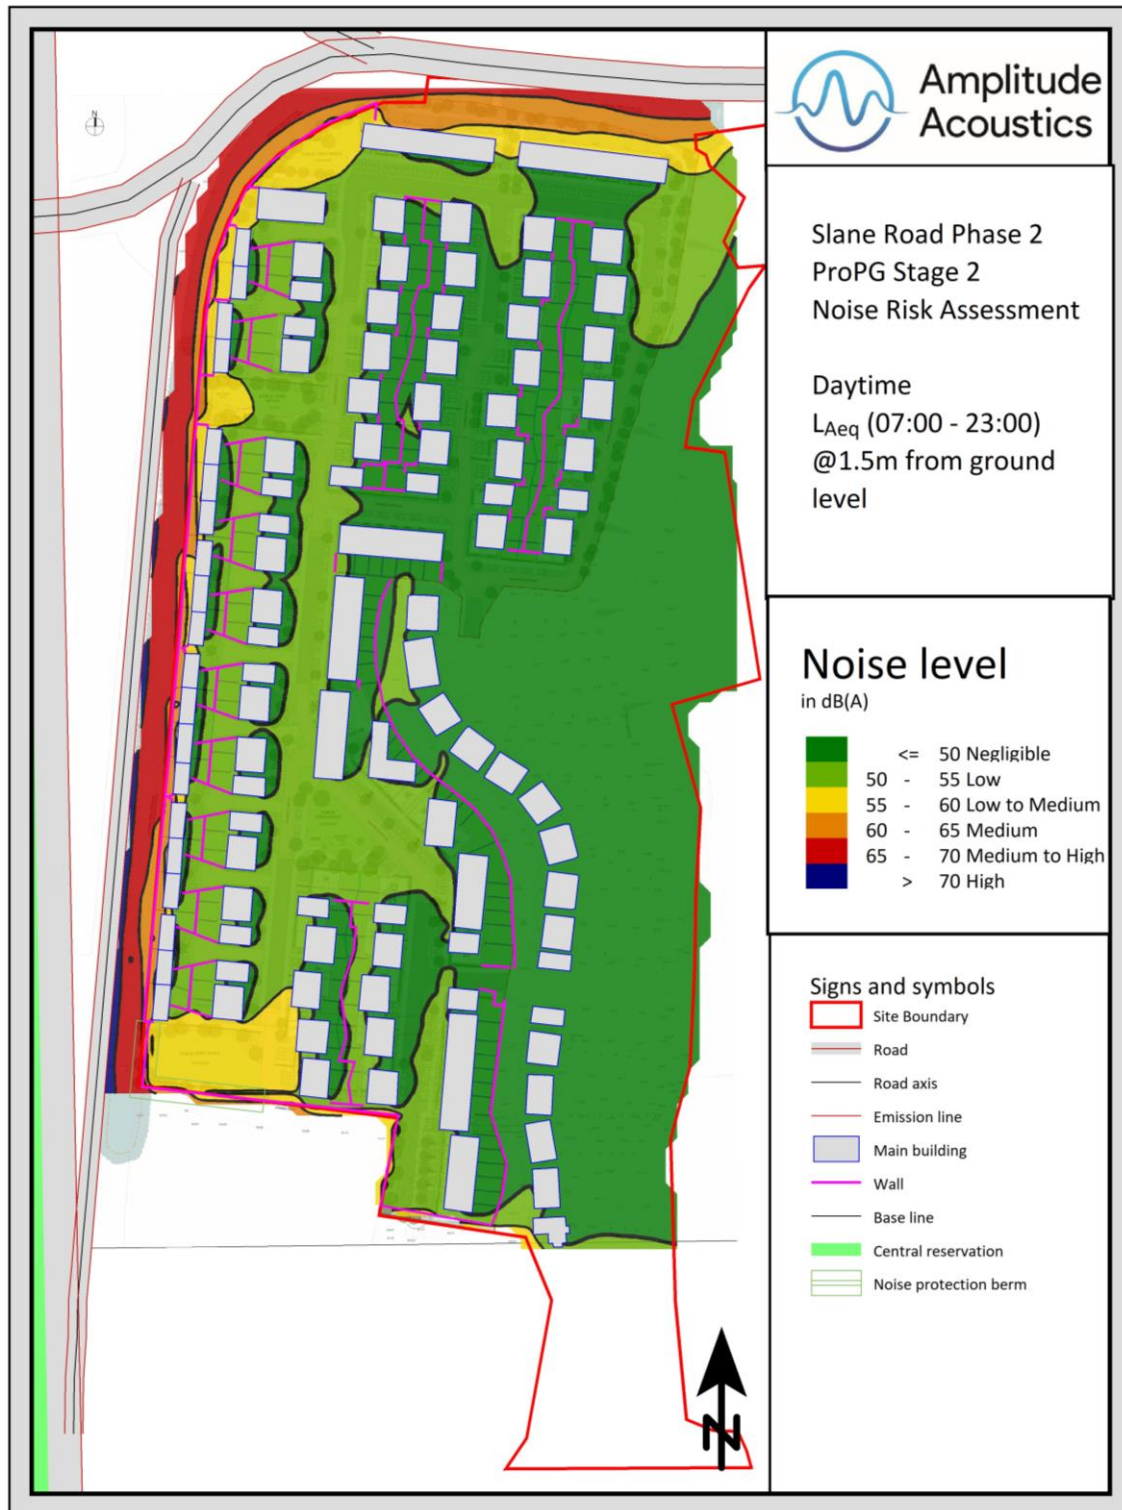 N
Amplitude
Acoustics
Slane Road Phase 2
ProPG Stage 2
Noise Risk Assessment
Daytime
LAeq (07:00 - 23:00)
@1.5m from ground
level
Noise level
in dB(A)
<= 50 Negligible
50 - 55 Low
55 - 60 Low to Medium
60 - 65 Medium
65 - 70 Medium to High
> 70 High
Signs and symbols
Site Boundary
Road
Road axis
Emission line
Main building
Wall
Base line
Central reservation
Noise protection berm
N